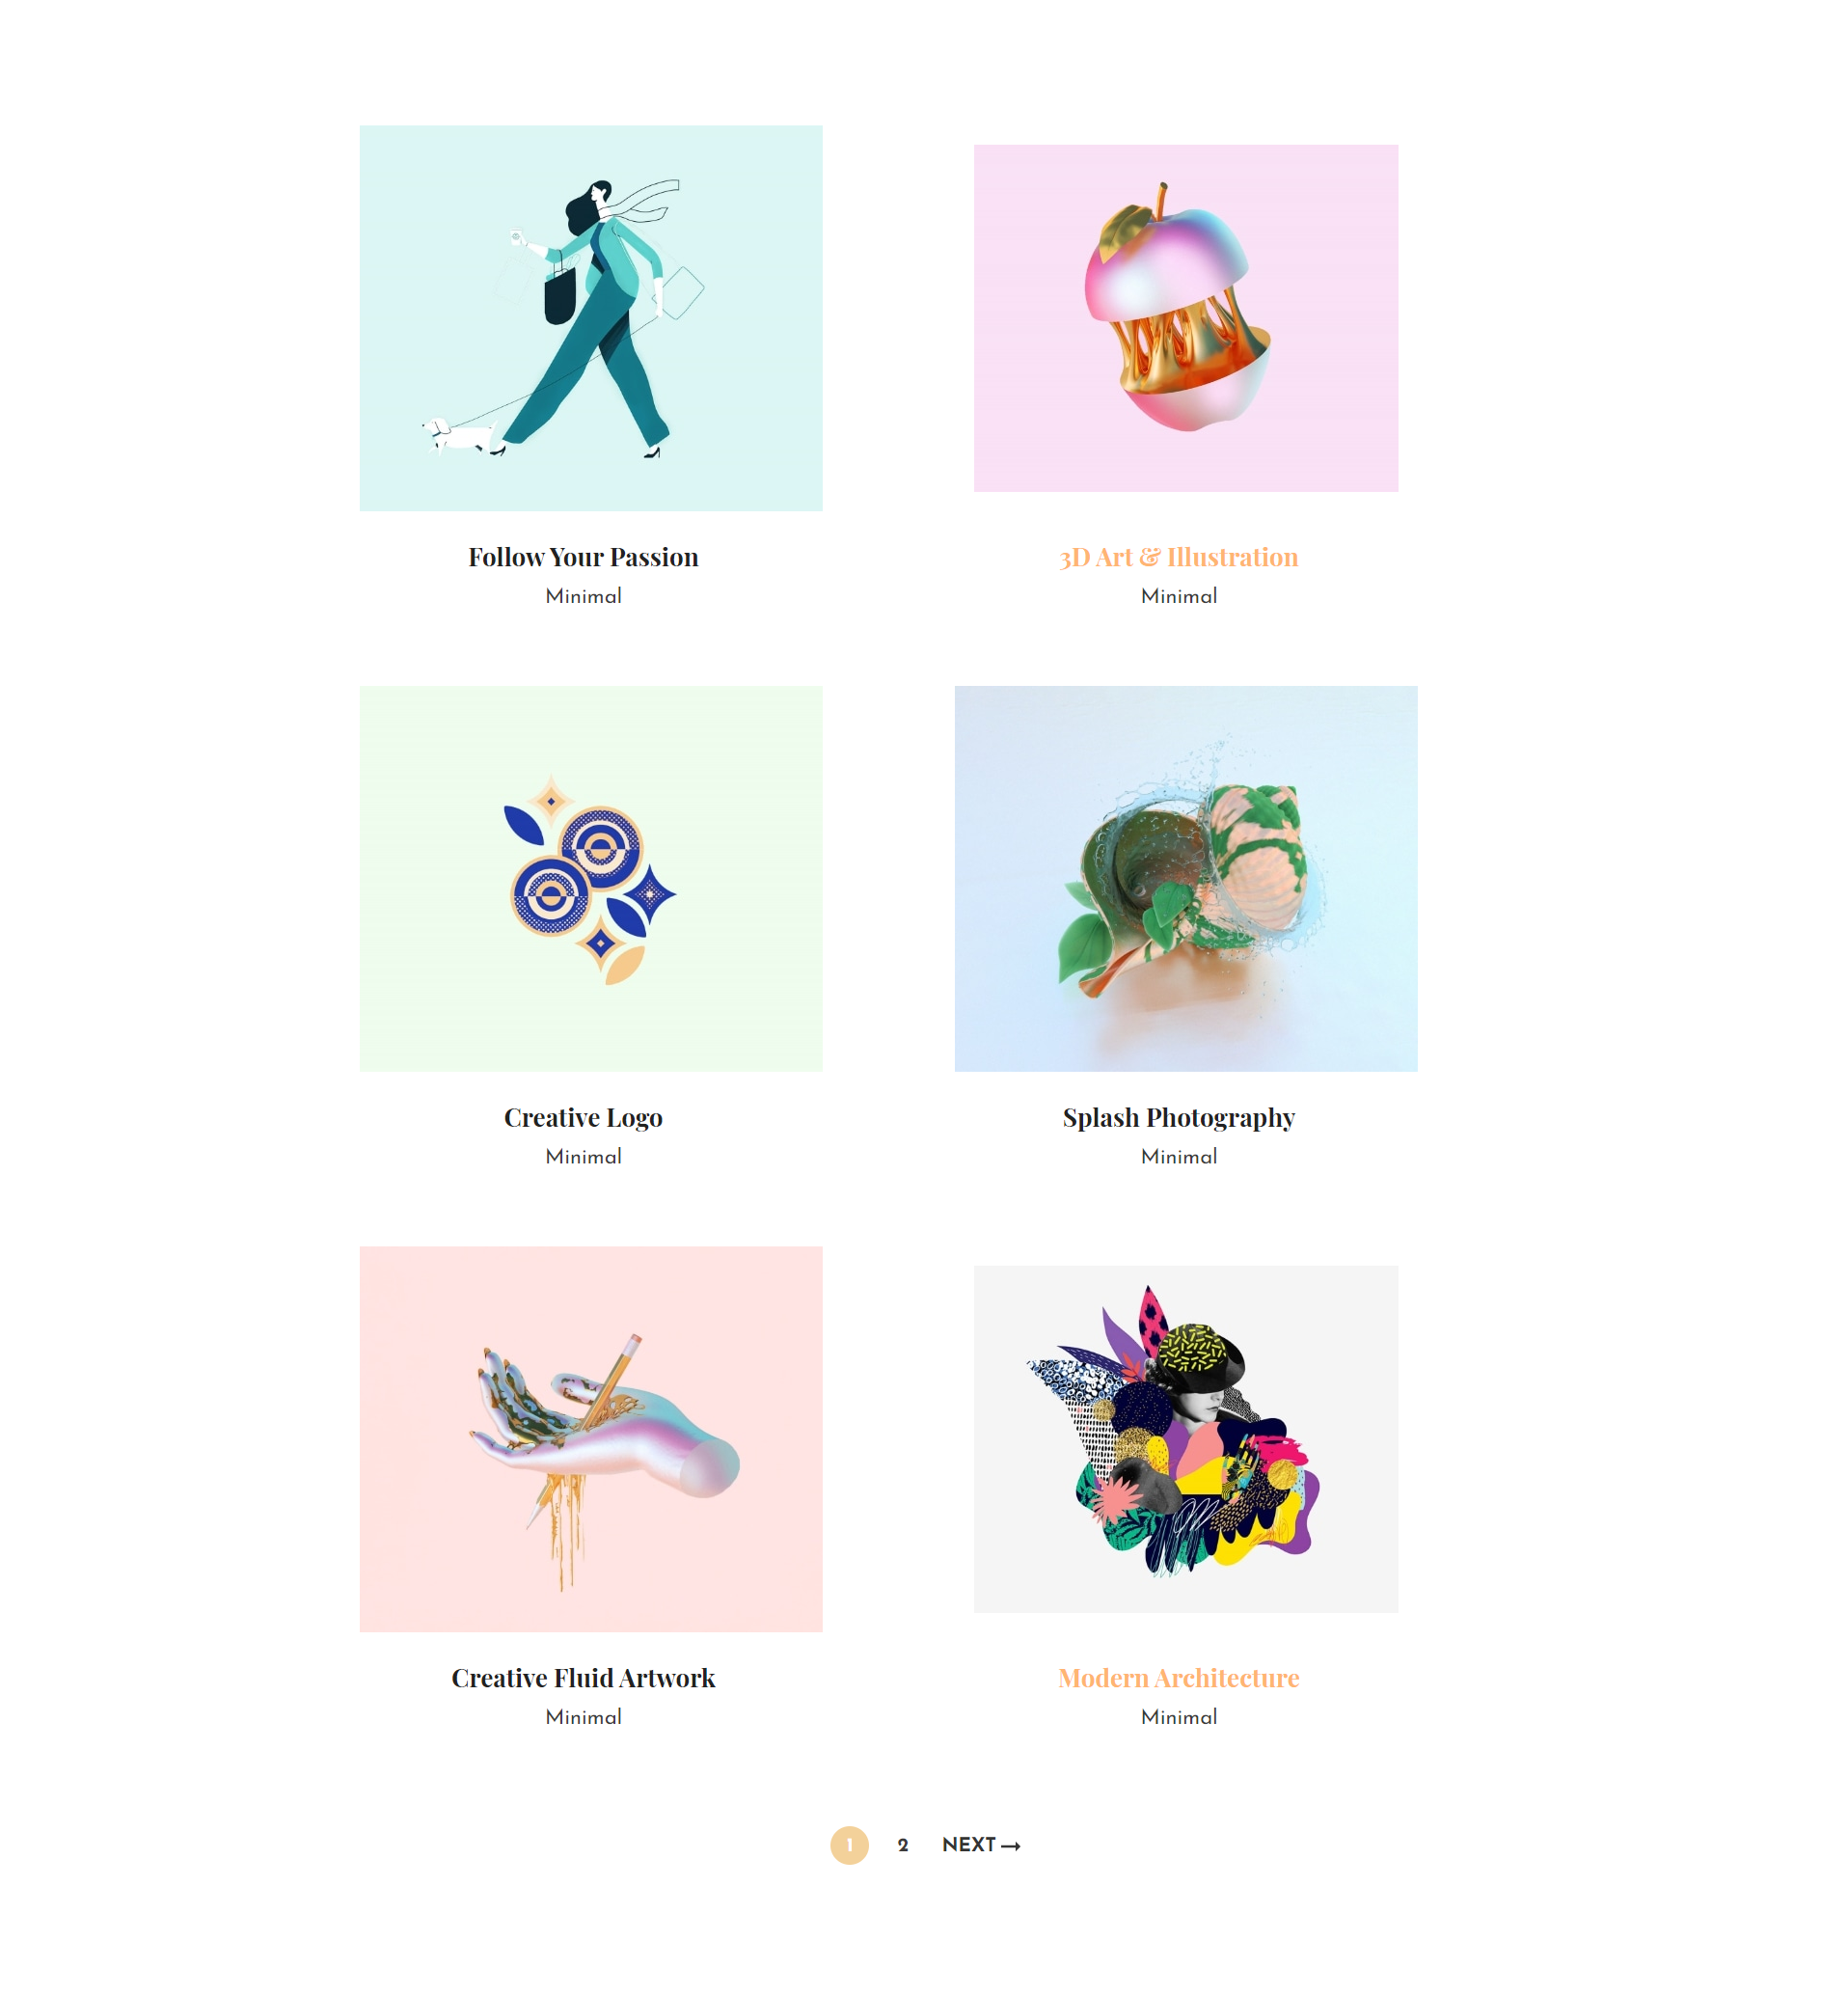 Follow Your Passion
Minimal
3D Art & Illustration
Minimal
Creative Logo
Minimal
Splash Photography
Minimal
Creative Fluid Artwork
Minimal
Modern Architecture
Minimal
1 2 NEXT →